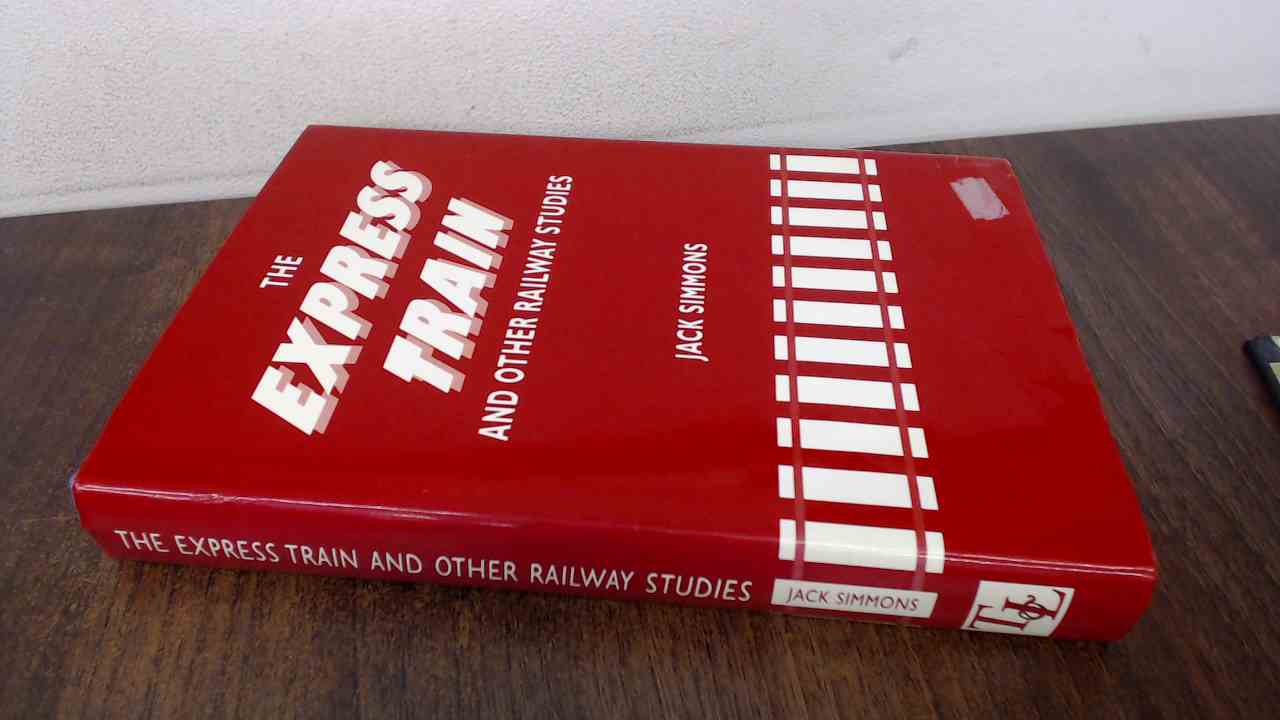 THE
EXPRESS
TRAIN
AND OTHER RAILWAY STUDIES
JACK SIMMONS
THE EXPRESS TRAIN AND OTHER RAILWAY STUDIES
JACK SIMMONS